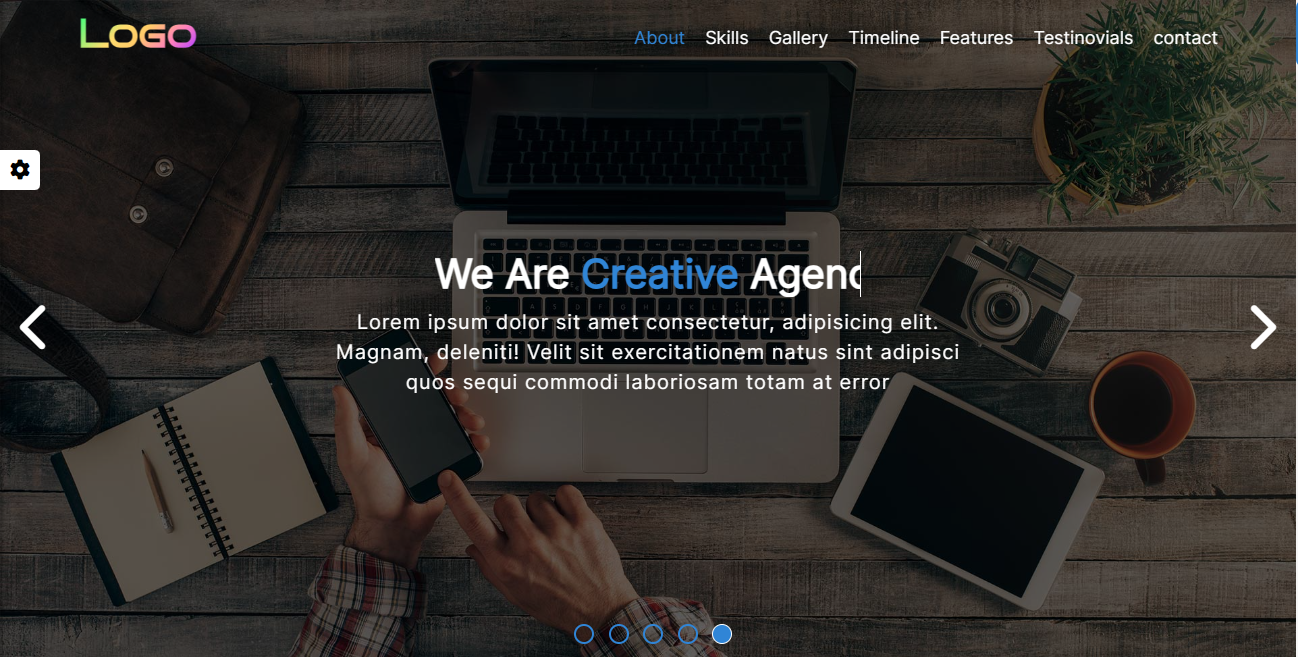 LOGO
About Skills Gallery Timeline Features Testinovials contact
We Are Creative Agenc
Lorem ipsum dolor sit amet consectetur, adipisicing elit.
Magnam, deleniti! Velit sit exercitationem natus sint adipisci
quos sequi commodi laboriosam totam at error